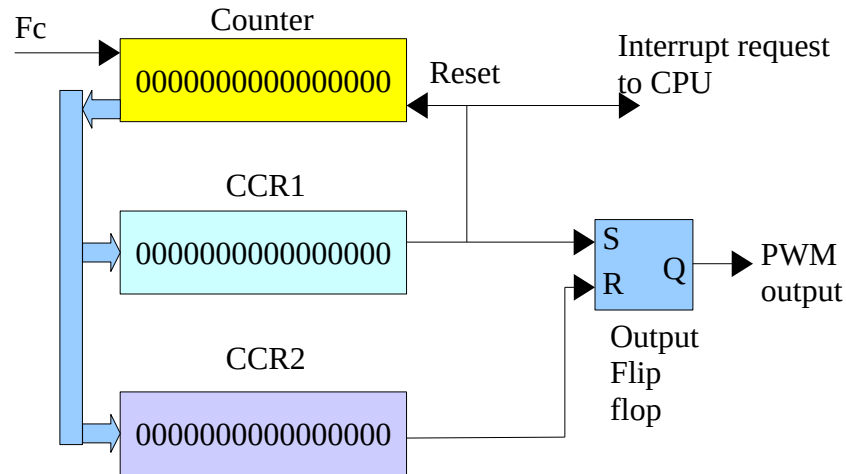 Fc
Counter
0000000000000000
Reset
Interrupt request
to CPU
CCR1
0000000000000000
S
R
Q
PWM
output
Output
Flip
flop
CCR2
0000000000000000